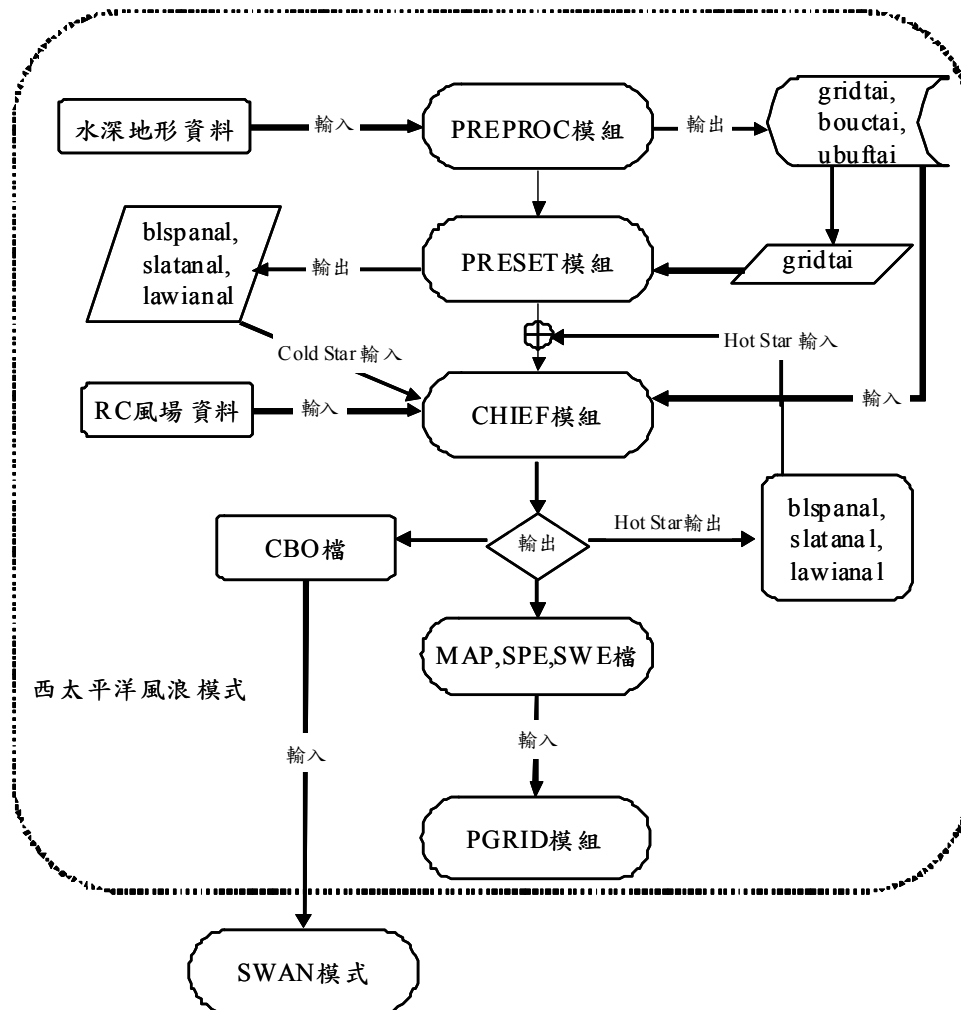 水深地形資料
輸入
PREPROC模組
輸出
gridtai,
bouctai,
ubuftai
blspanal,
slatanal,
lawianal
輸出
PRESET模組
gridtai
Cold Star 輸入
Hot Star 輸入
RC風場資料
輸入
CHIEF模組
輸入
CBO檔
輸出
Hot Star輸出
blspanal,
slatanal,
lawianal
MAP,SPE,SWE檔
西太平洋風浪模式
輸入
輸入
PGRID模組
SWAN模式